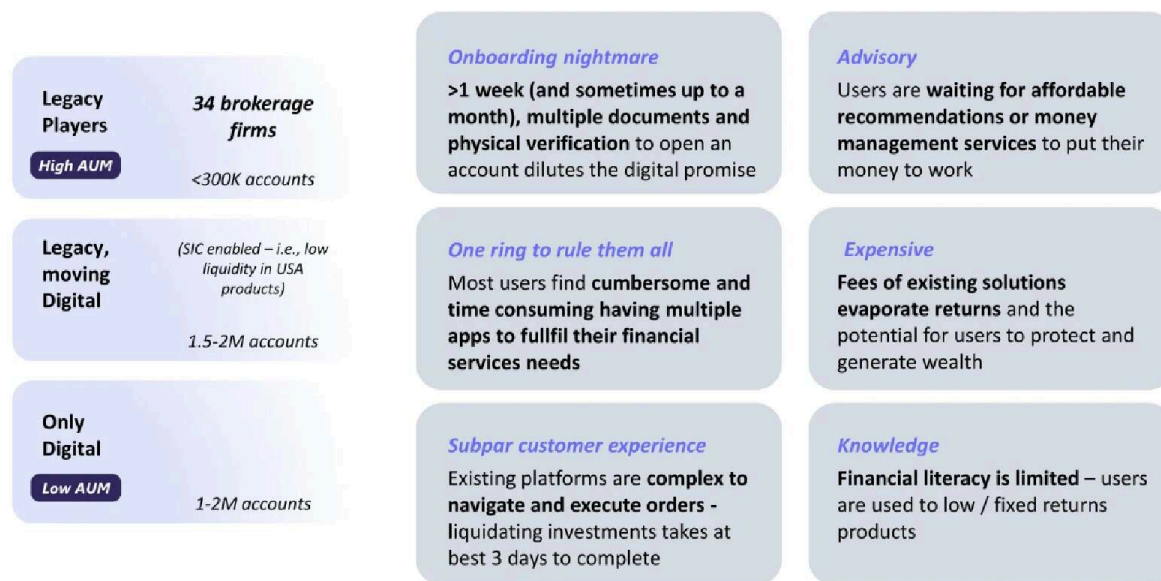 Legacy
Players
High AUM
34 brokerage
firms
<300K accounts
Legacy,
moving
Digital
(SIC enabled – i.e., low
liquidity in USA
products)
1.5-2M accounts
Only
Digital
Low AUM
1-2M accounts
Onboarding nightmare
>1 week (and sometimes up to a
month), multiple documents and
physical verification to open an
account dilutes the digital promise
Advisory
Users are waiting for affordable
recommendations or money
management services to put their
money to work
One ring to rule them all
Most users find cumbersome and
time consuming having multiple
apps to fullfil their financial
services needs
Expensive
Fees of existing solutions
evaporate returns and the
potential for users to protect and
generate wealth
Subpar customer experience
Existing platforms are complex to
navigate and execute orders -
liquidating investments takes at
best 3 days to complete
Knowledge
Financial literacy is limited – users
are used to low / fixed returns
products